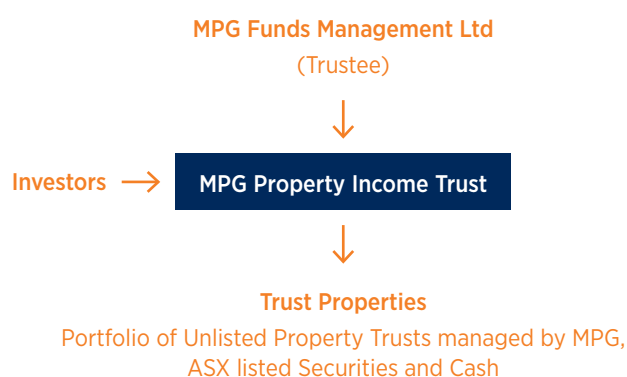 MPG Funds Management Ltd
(Trustee)
Investors
MPG Property Income Trust
Trust Properties
Portfolio of Unlisted Property Trusts managed by MPG,
ASX listed Securities and Cash